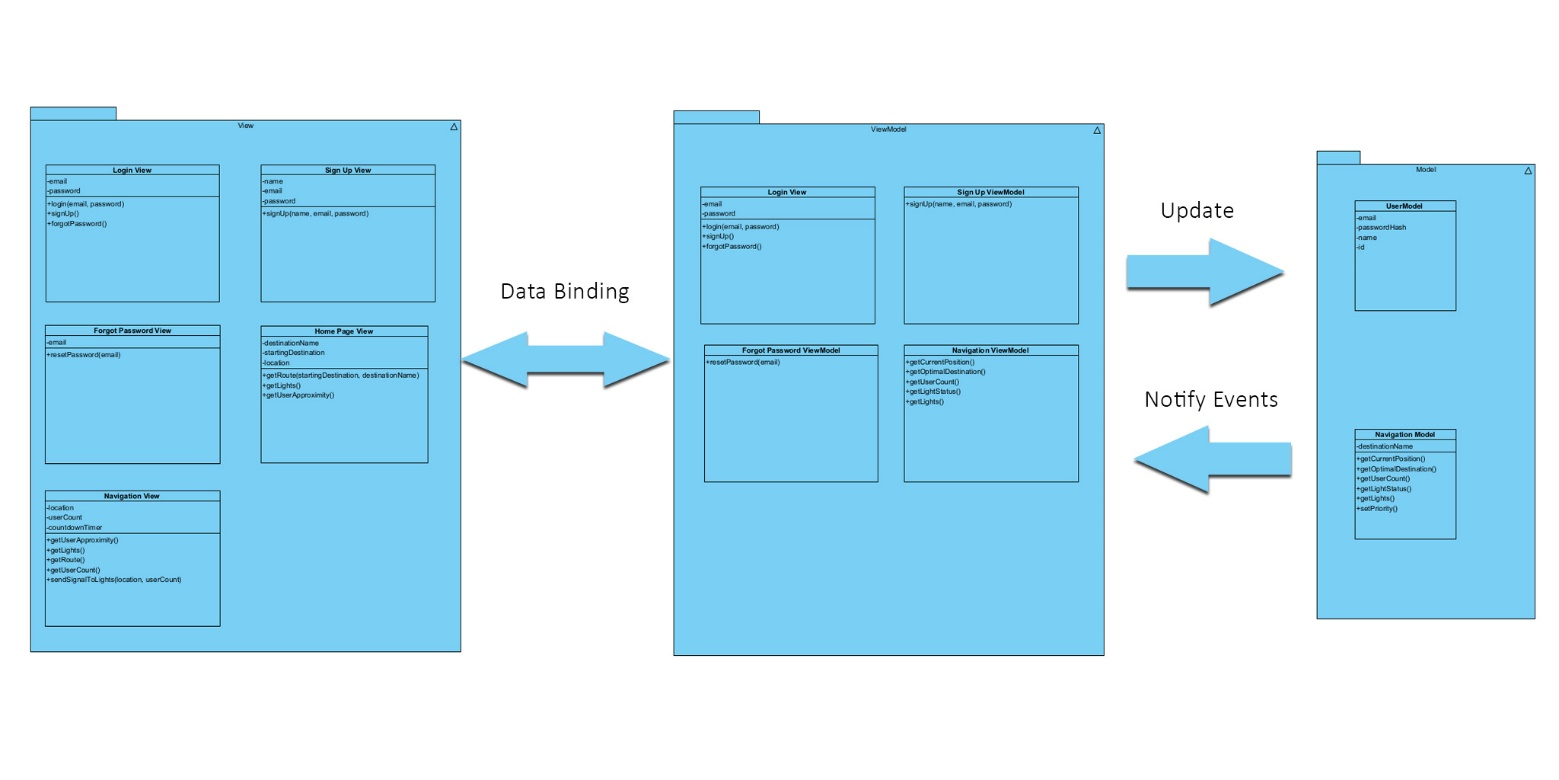 View
Login View
-email
-password
+login(email, password)
+signUp()
+forgotPassword()
Sign Up View
-name
-email
-password
+signUp(name, email, password)
Forgot Password View
-email
+resetPassword(email)
Home Page View
-destinationName
-startingDestination
-location
+getRoute(startingDestination, destinationName)
+getLights()
+getUserApproximity()
Navigation View
-location
-userCount
-countdownTimer
+getUserApproximity()
+getLights()
+getRoute()
+getUserCount()
+sendSignalToLights(location, userCount)
Data Binding
ViewModel
Login View
-email
-password
+login(email, password)
+signUp()
+forgotPassword()
Sign Up ViewModel
+signUp(name, email, password)
Forgot Password ViewModel
+resetPassword(email)
Navigation ViewModel
+getCurrentPosition()
+getOptimalDestination()
+getUserCount()
+getLightStatus()
+getLights()
Update
Notify Events
Model
UserModel
-email
-passwordHash
-name
-id
Navigation Model
-destinationName
+getCurrentPosition()
+getOptimalDestination()
+getUserCount()
+getLightStatus()
+getLights()
+setPriority()